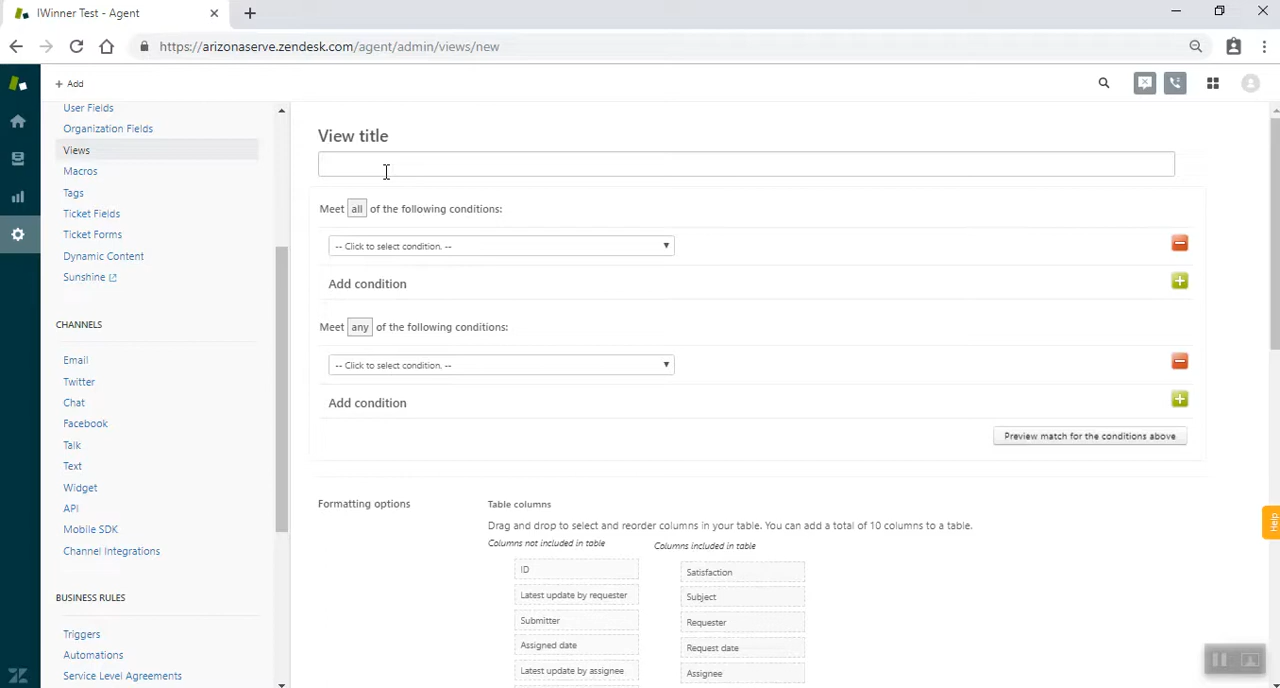 IWinner Test - Agent
https://arizonaserve.zendesk.com/agent/admin/views/new
+ Add
User Fields
Organization Fields
Views
Macros
Tags
Ticket Fields
Ticket Forms
Dynamic Content
Sunshine
CHANNELS
Email
Twitter
Chat
Facebook
Talk
Text
Widget
API
Mobile SDK
Channel Integrations
BUSINESS RULES
Triggers
Automations
Service Level Agreements
View title
Meet all of the following conditions:
-- Click to select condition. --
Add condition
Meet any of the following conditions:
-- Click to select condition. --
Add condition
Preview match for the conditions above
Formatting options
Table columns
Drag and drop to select and reorder columns in your table. You can add a total of 10 columns to a table.
Columns not included in table
ID
Latest update by requester
Submitter
Assigned date
Latest update by assignee
Columns included in table
Satisfaction
Subject
Requester
Request date
Assignee
Help